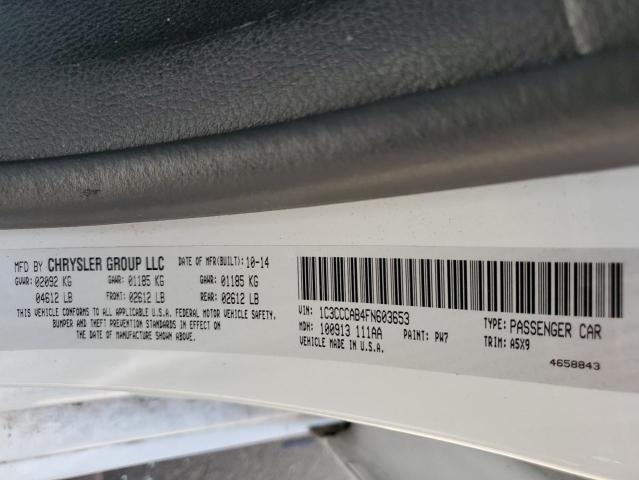 MFD BY CHRYSLER GROUP LLC DATE OF MFR(BUILT): 10-14
GVWR: 02092 KG GAWR: 01185 KG GAWR: 01185 KG
04612 LB FRONT: 02612 LB REAR: 02612 LB
THIS VEHICLE CONFORMS TO ALL APPLICABLE U.S.A. FEDERAL MOTOR VEHICLE SAFETY,
BUMPER AND THEFT PREVENTION STANDARDS IN EFFECT ON
THE DATE OF MANUFACTURE SHOWN ABOVE.
VIN: 1C3CCCAB4FN603653 TYPE: PASSENGER CAR
MDH: 100913 111AA PAINT: PW7 TRIM: A5X9
VEHICLE MADE IN U.S.A.
4658843